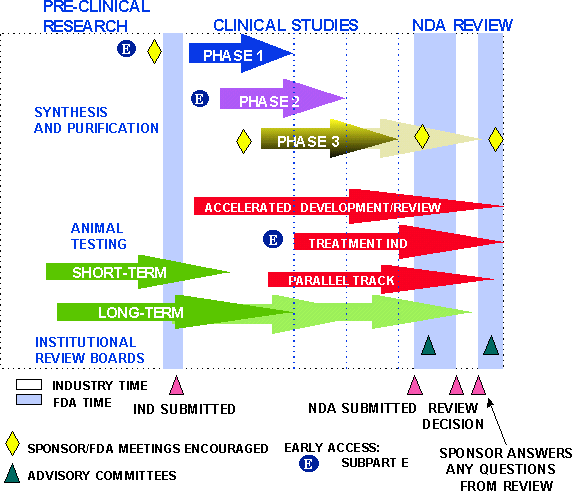 PRE-CLINICAL
RESEARCH
CLINICAL STUDIES
NDA REVIEW
E
PHASE 1
E
PHASE 2
SYNTHESIS
AND PURIFICATION
PHASE 3
ACCELERATED DEVELOPMENT/REVIEW
ANIMAL
TESTING
E
TREATMENT IND
SHORT-TERM
PARALLEL TRACK
LONG-TERM
INSTITUTIONAL
REVIEW BOARDS
INDUSTRY TIME
FDA TIME
IND SUBMITTED
NDA SUBMITTED
REVIEW
DECISION
SPONSOR/FDA MEETINGS ENCOURAGED
ADVISORY COMMITTEES
EARLY ACCESS:
E SUBPART E
SPONSOR ANSWERS
ANY QUESTIONS
FROM REVIEW